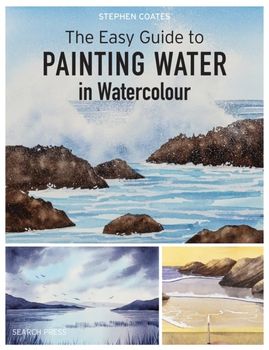 STEPHEN COATES
The Easy Guide to
PAINTING WATER
in Watercolour
SEARCH PRESS